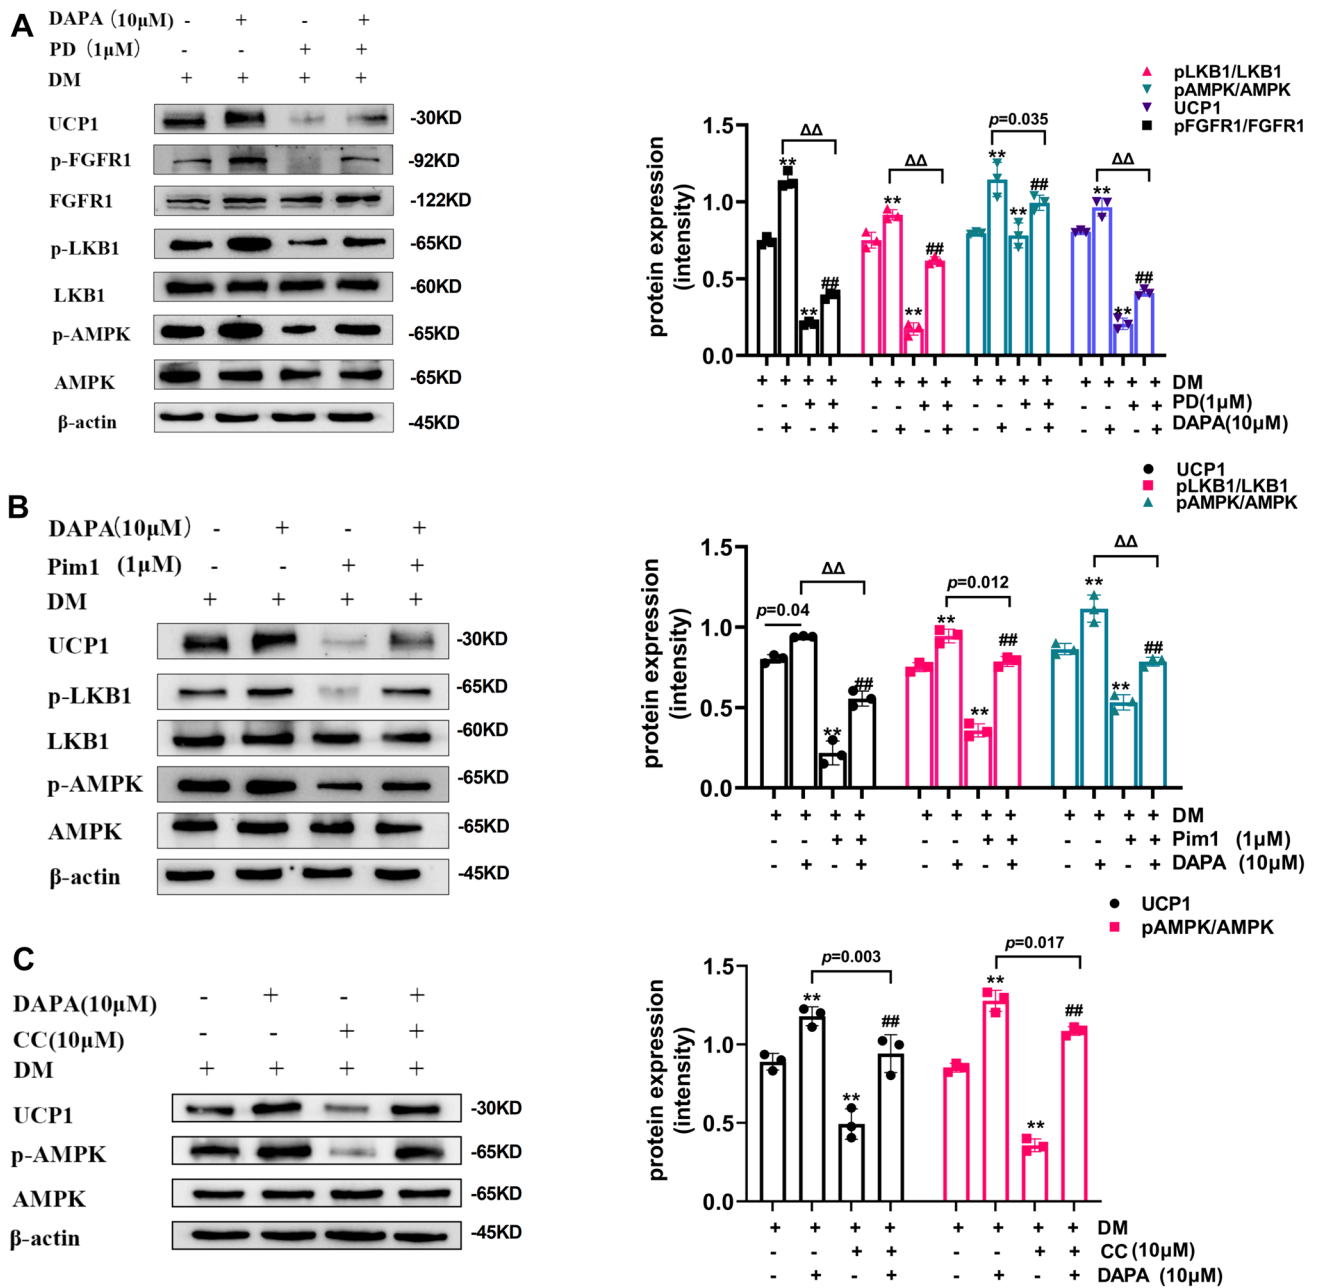 A
DAPA (10μM) - + - +
PD (1μM) - - + +
DM + + + +
UCP1 -30KD
p-FGFR1 -92KD
FGFR1 -122KD
p-LKB1 -65KD
LKB1 -60KD
p-AMPK -65KD
AMPK -65KD
β-actin -45KD
pLKB1/LKB1
pAMPK/AMPK
UCP1
pFGFR1/FGFR1
protein expression
(intensity)
1.5
1.0
0.5
0.0
ΔΔ ΔΔ p=0.035 ΔΔ
** ** ** **
** ** ** **
## ## ## ##
+ + + + + + + + + + + + + + + + DM
- - + + - - + + - - + + - - + + PD(1μM)
- + - + - + - + - + - + - + - + DAPA(10μM)
B
DAPA(10μM) - + - +
Pim1 (1μM) - - + +
DM + + + +
UCP1 -30KD
p-LKB1 -65KD
LKB1 -60KD
p-AMPK -65KD
AMPK -65KD
β-actin -45KD
UCP1
pLKB1/LKB1
pAMPK/AMPK
protein expression
(intensity)
1.5
1.0
0.5
0.0
p=0.04 ΔΔ p=0.012 ΔΔ
** **
** ** **
## ## ##
+ + + + + + + + + + + + DM
- - + + - - + + - - + + Pim1 (1μM)
- + - + - + - + - + - + DAPA (10μM)
C
DAPA(10μM) - + - +
CC(10μM) - - + +
DM + + + +
UCP1 -30KD
p-AMPK -65KD
AMPK -65KD
β-actin -45KD
UCP1
pAMPK/AMPK
protein expression
(intensity)
1.5
1.0
0.5
0.0
p=0.003 p=0.017
** **
** **
## ##
+ + + + + + + + DM
- - + + - - + + CC(10μM)
- + - + - + - + DAPA (10μM)